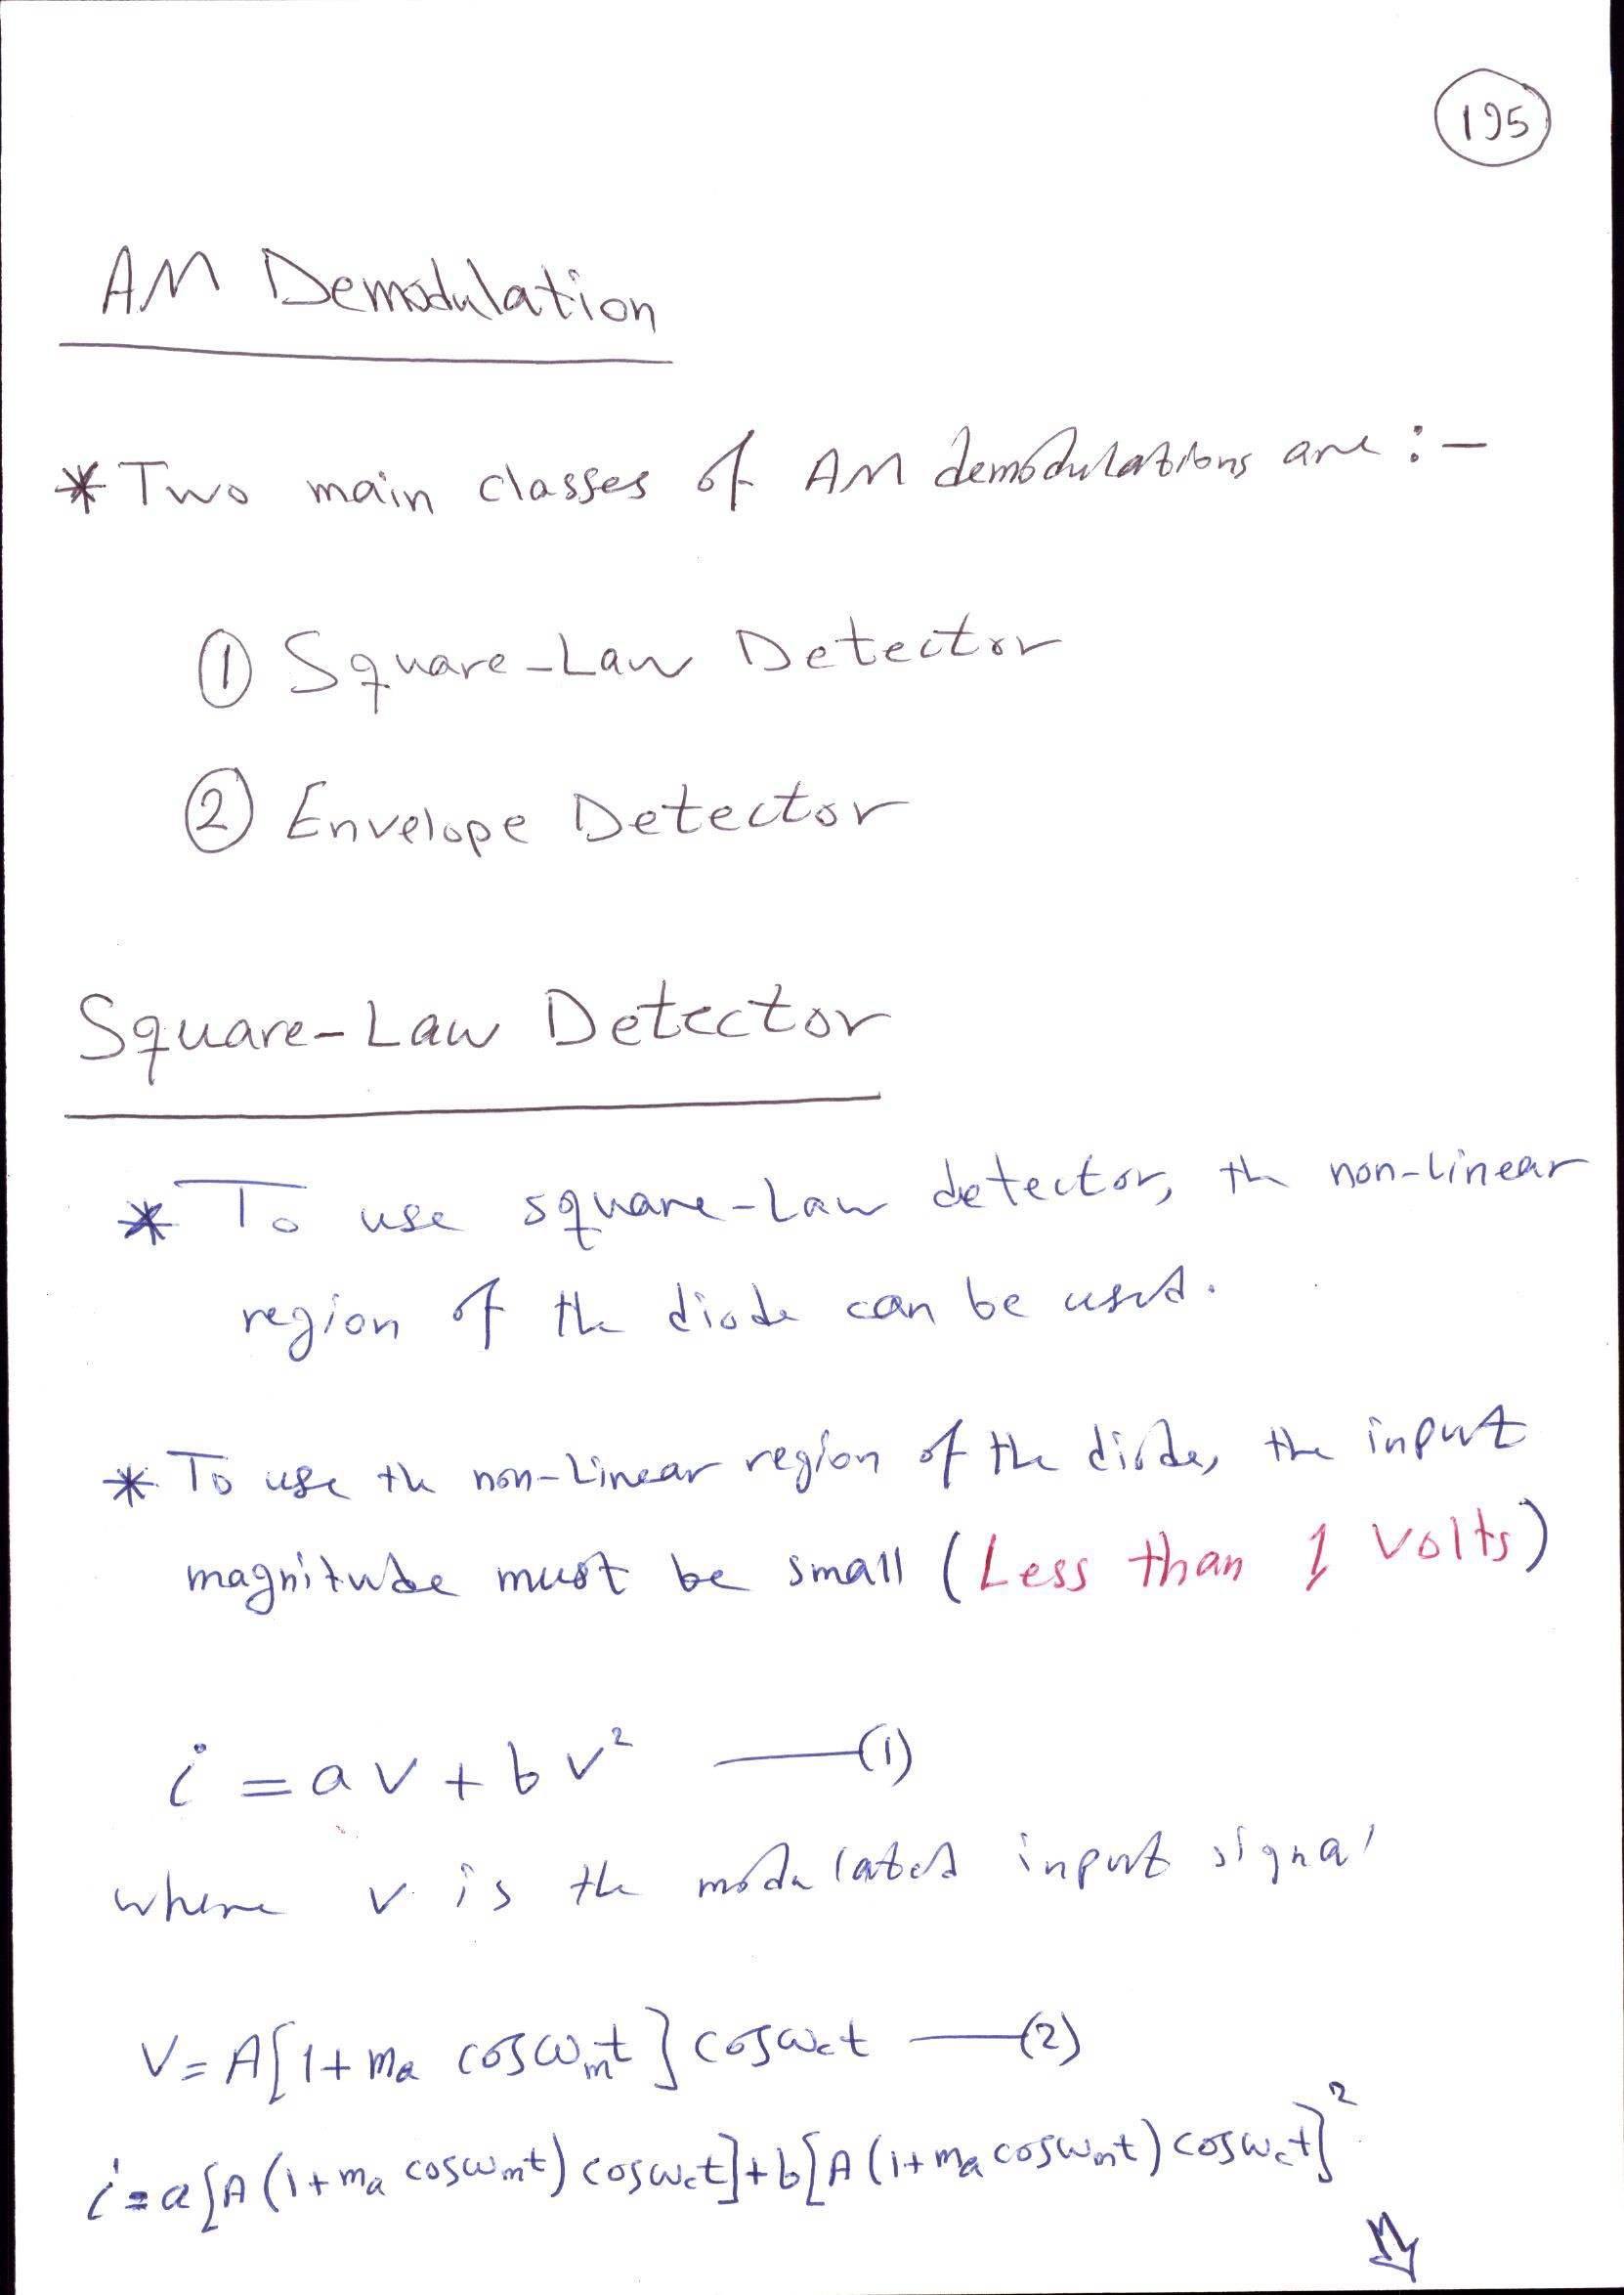 195
AM Demodulation
* Two main classes of AM demodulations are :-
① Square-Law Detector
② Envelope Detector
Square-Law Detector
* To use square-Law detector, the non-linear
region of the diode can be used.
* To use the non-Linear region of the diode, the input
magnitude must be small (Less than 1 Volts)
i = av + bv² —(1)
where v is the modulated input signal
V = A[1+ma cosωmt] cosωct —(2)
i = a[A(1+ma cosωmt) cosωct] + b[A(1+ma cosωmt) cosωct]²